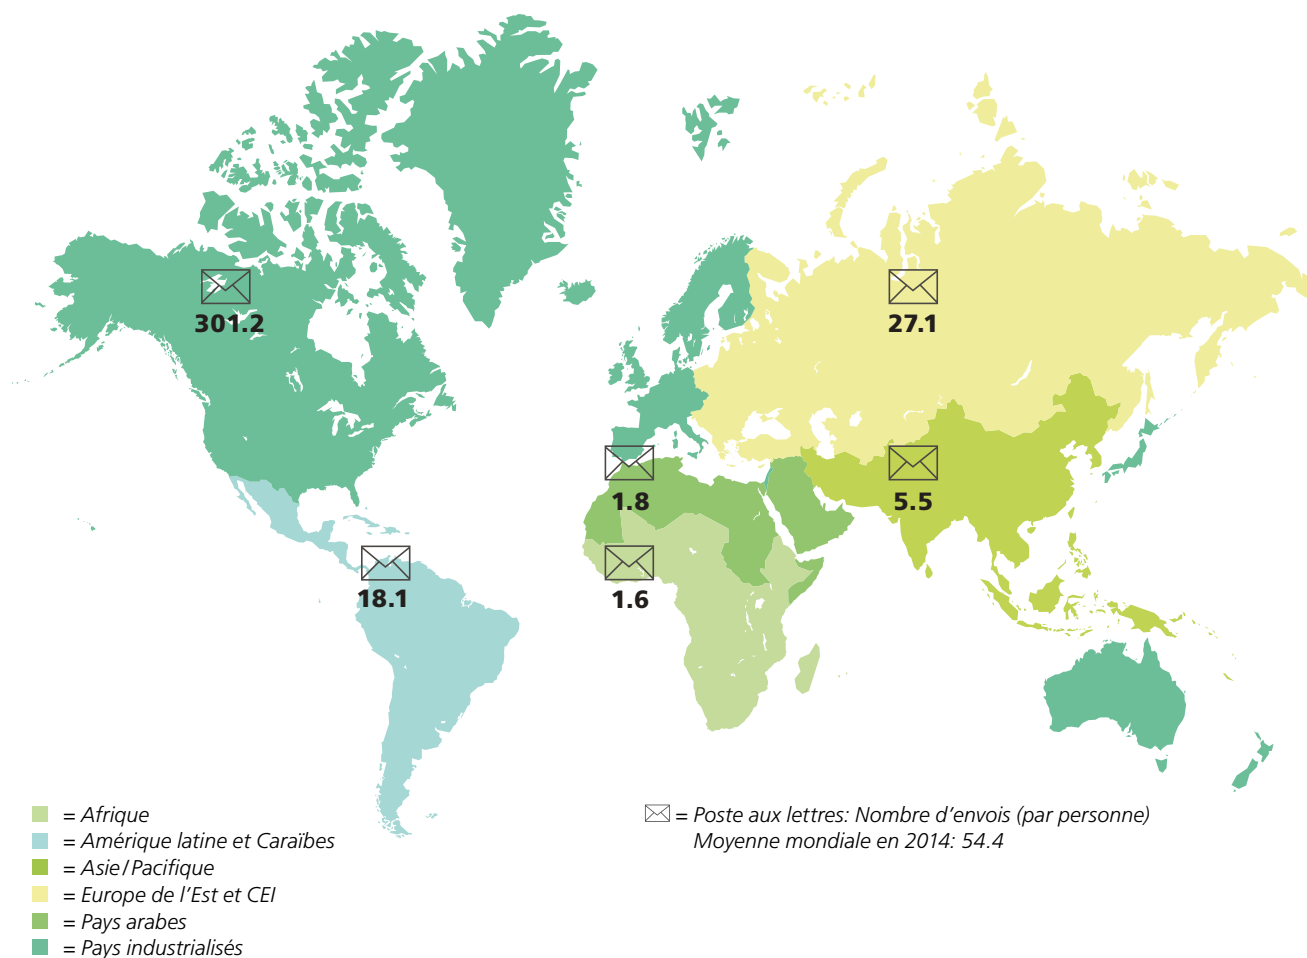 301.2
27.1
1.8
5.5
18.1
1.6
= Afrique
= Amérique latine et Caraïbes
= Asie/Pacifique
= Europe de l'Est et CEI
= Pays arabes
= Pays industrialisés
= Poste aux lettres: Nombre d'envois (par personne)
Moyenne mondiale en 2014: 54.4